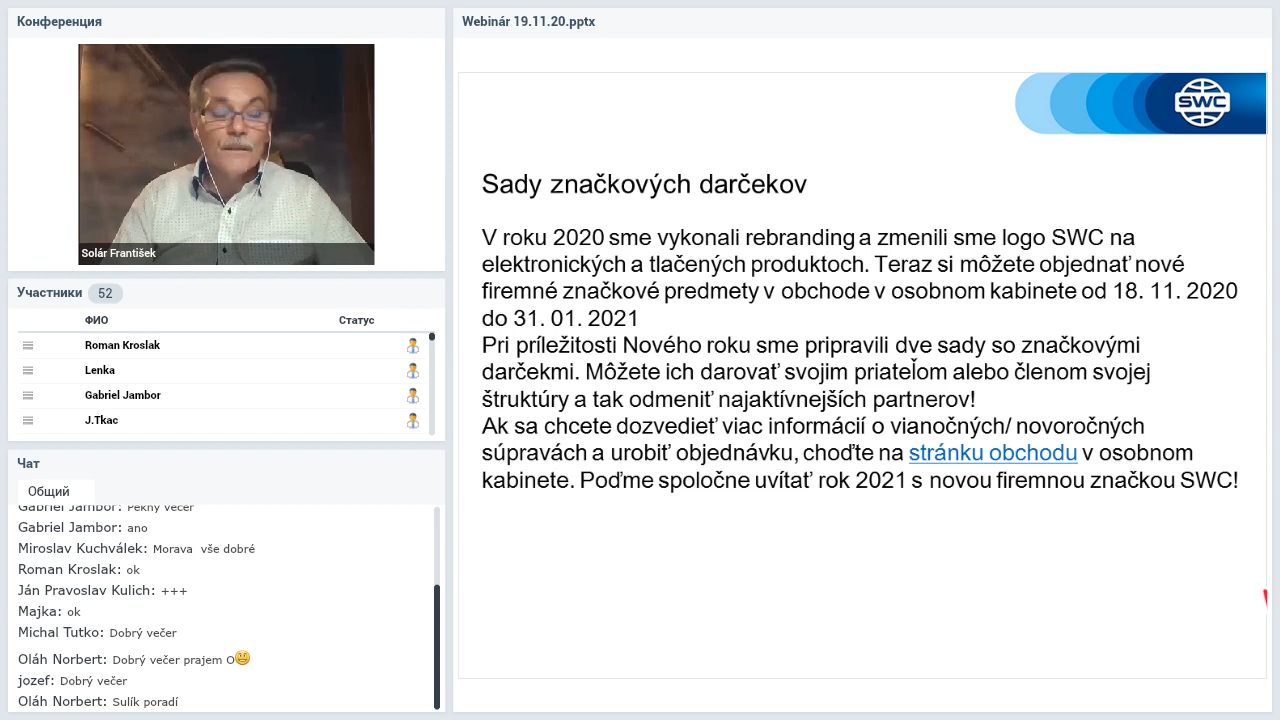 Конференция
Solár František
Участники 52
ФИО Статус
Roman Kroslak
Lenka
Gabriel Jambor
J.Tkac
Чат
Общий
Gabriel Jambor: Pekny večer
Gabriel Jambor: ano
Miroslav Kuchválek: Morava vše dobré
Roman Kroslak: ok
Ján Pravoslav Kulich: +++
Majka: ok
Michal Tutko: Dobrý večer
Oláh Norbert: Dobrý večer prajem O
jozef: Dobrý večer
Oláh Norbert: Sulík poradí
Webinár 19.11.20.pptx
SWC
Sady značkových darčekov
V roku 2020 sme vykonali rebranding a zmenili sme logo SWC na
elektronických a tlačených produktoch. Teraz si môžete objednať nové
firemné značkové predmety v obchode v osobnom kabinete od 18. 11. 2020
do 31. 01. 2021
Pri príležitosti Nového roku sme pripravili dve sady so značkovými
darčekmi. Môžete ich darovať svojim priateľom alebo členom svojej
štruktúry a tak odmeniť najaktívnejších partnerov!
Ak sa chcete dozvedieť viac informácií o vianočných/ novoročných
súpravách a urobiť objednávku, choďte na stránku obchodu v osobnom
kabinete. Poďme spoločne uvítať rok 2021 s novou firemnou značkou SWC!